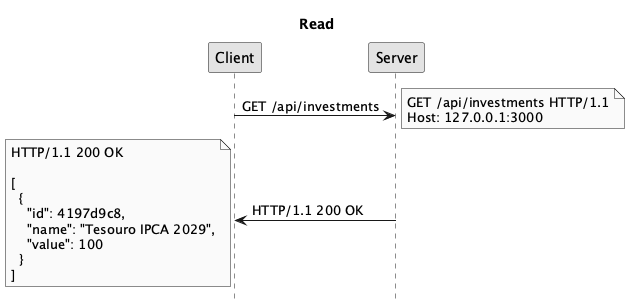 Read
Client
Server
GET /api/investments
GET /api/investments HTTP/1.1
Host: 127.0.0.1:3000
HTTP/1.1 200 OK
[
  {
    "id": 4197d9c8,
    "name": "Tesouro IPCA 2029",
    "value": 100
  }
]
HTTP/1.1 200 OK